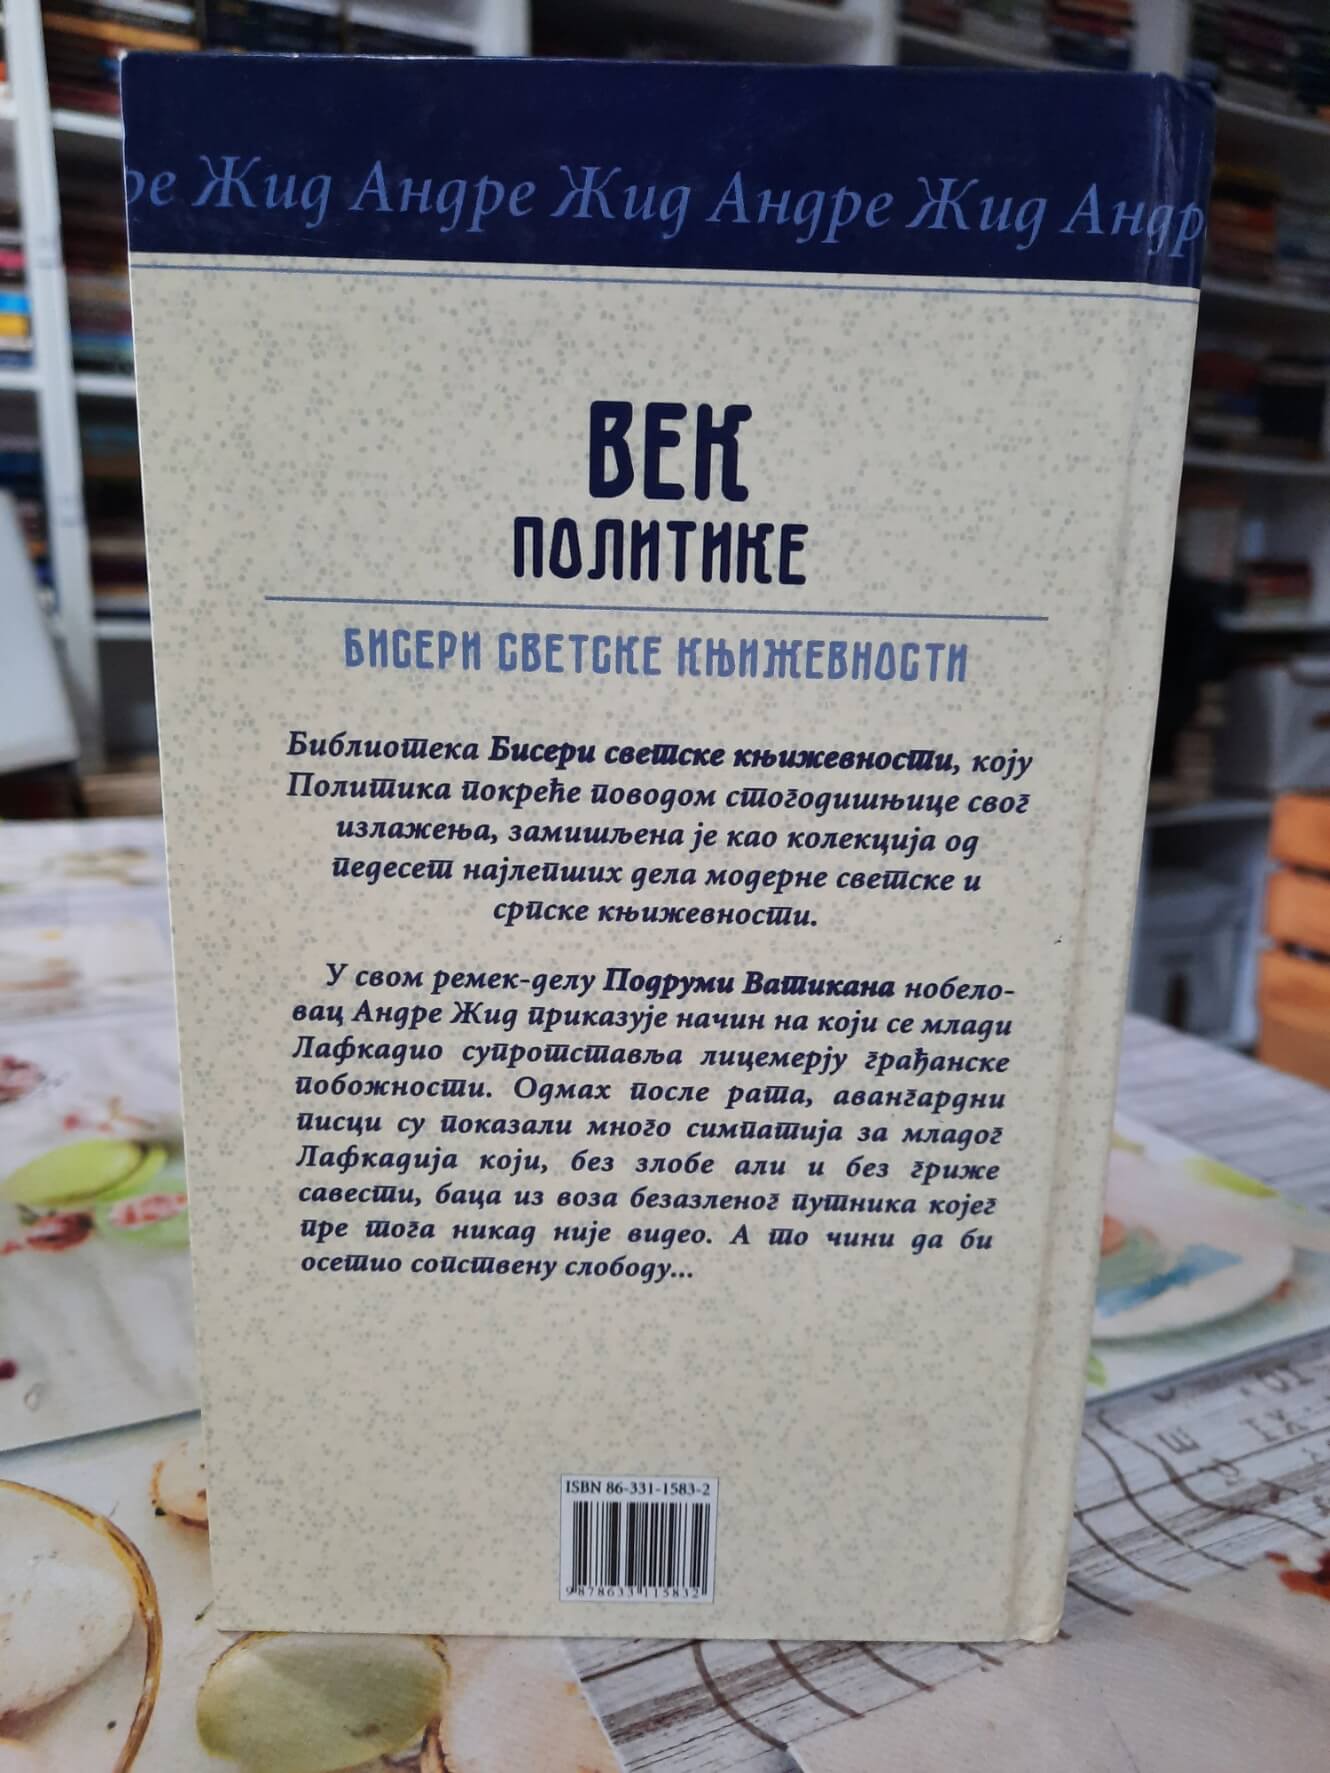 ре Жид Андре Жид Андре Жид Андре
ВЕК
ПОЛИТИКЕ
БИСЕРИ СВЕТСКЕ КЊИЖЕВНОСТИ
Библиотека Бисери светске књижевности, коју
Политика покреће поводом стогодишњице свог
излажења, замишљена је као колекција од
педесет најлепших дела модерне светске и
српске књижевности.
У свом ремек-делу Подруми Ватикана нобело-
вац Андре Жид приказује начин на који се млади
Лафкадио супротставља лицемерју грађанске
побожности. Одмах после рата, авангардни
писци су показали много симпатија за младог
Лафкадија који, без злобе али и без гриже
савести, баца из воза безазленог путника којег
пре тога никад није видео. А то чини да би
осетио сопствену слободу...
ISBN 86-331-1583-2
9788633115832